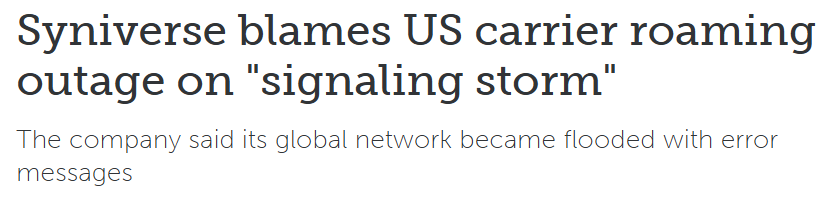 Syniverse blames US carrier roaming
outage on "signaling storm"
The company said its global network became flooded with error
messages